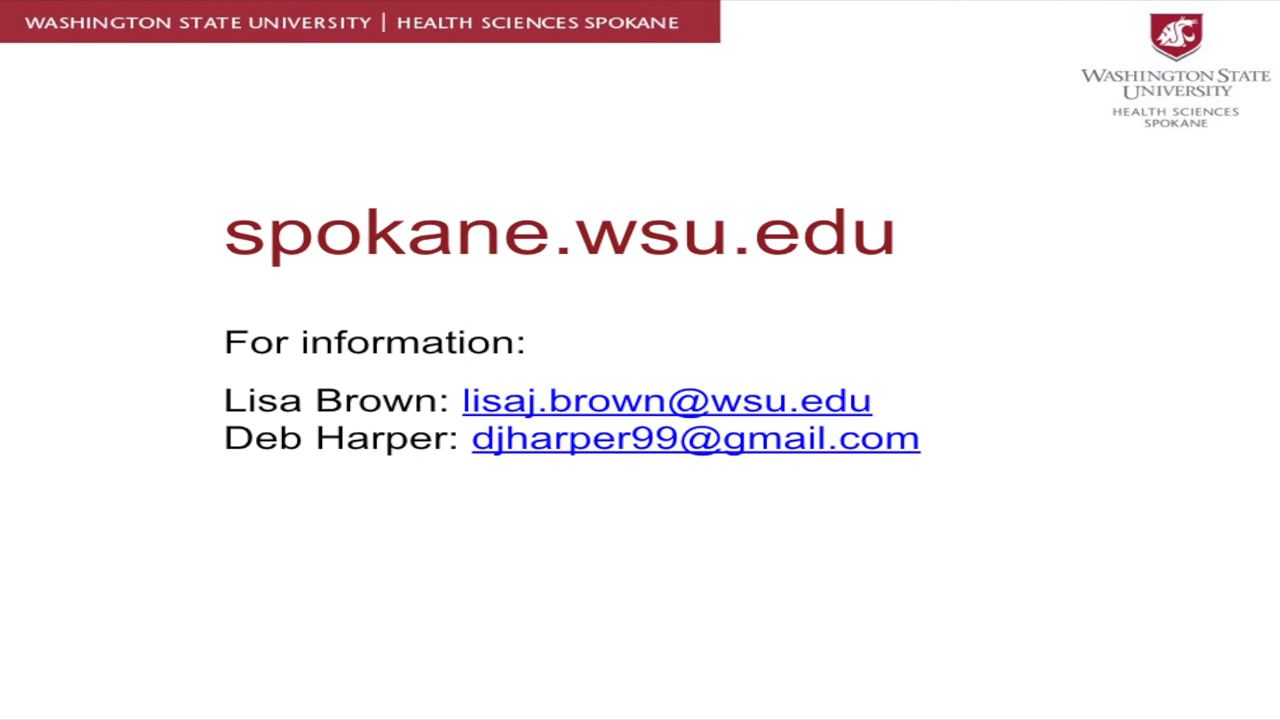 WASHINGTON STATE UNIVERSITY | HEALTH SCIENCES SPOKANE
WASHINGTON STATE
UNIVERSITY
HEALTH SCIENCES
SPOKANE
spokane.wsu.edu
For information:
Lisa Brown: lisaj.brown@wsu.edu
Deb Harper: djharper99@gmail.com